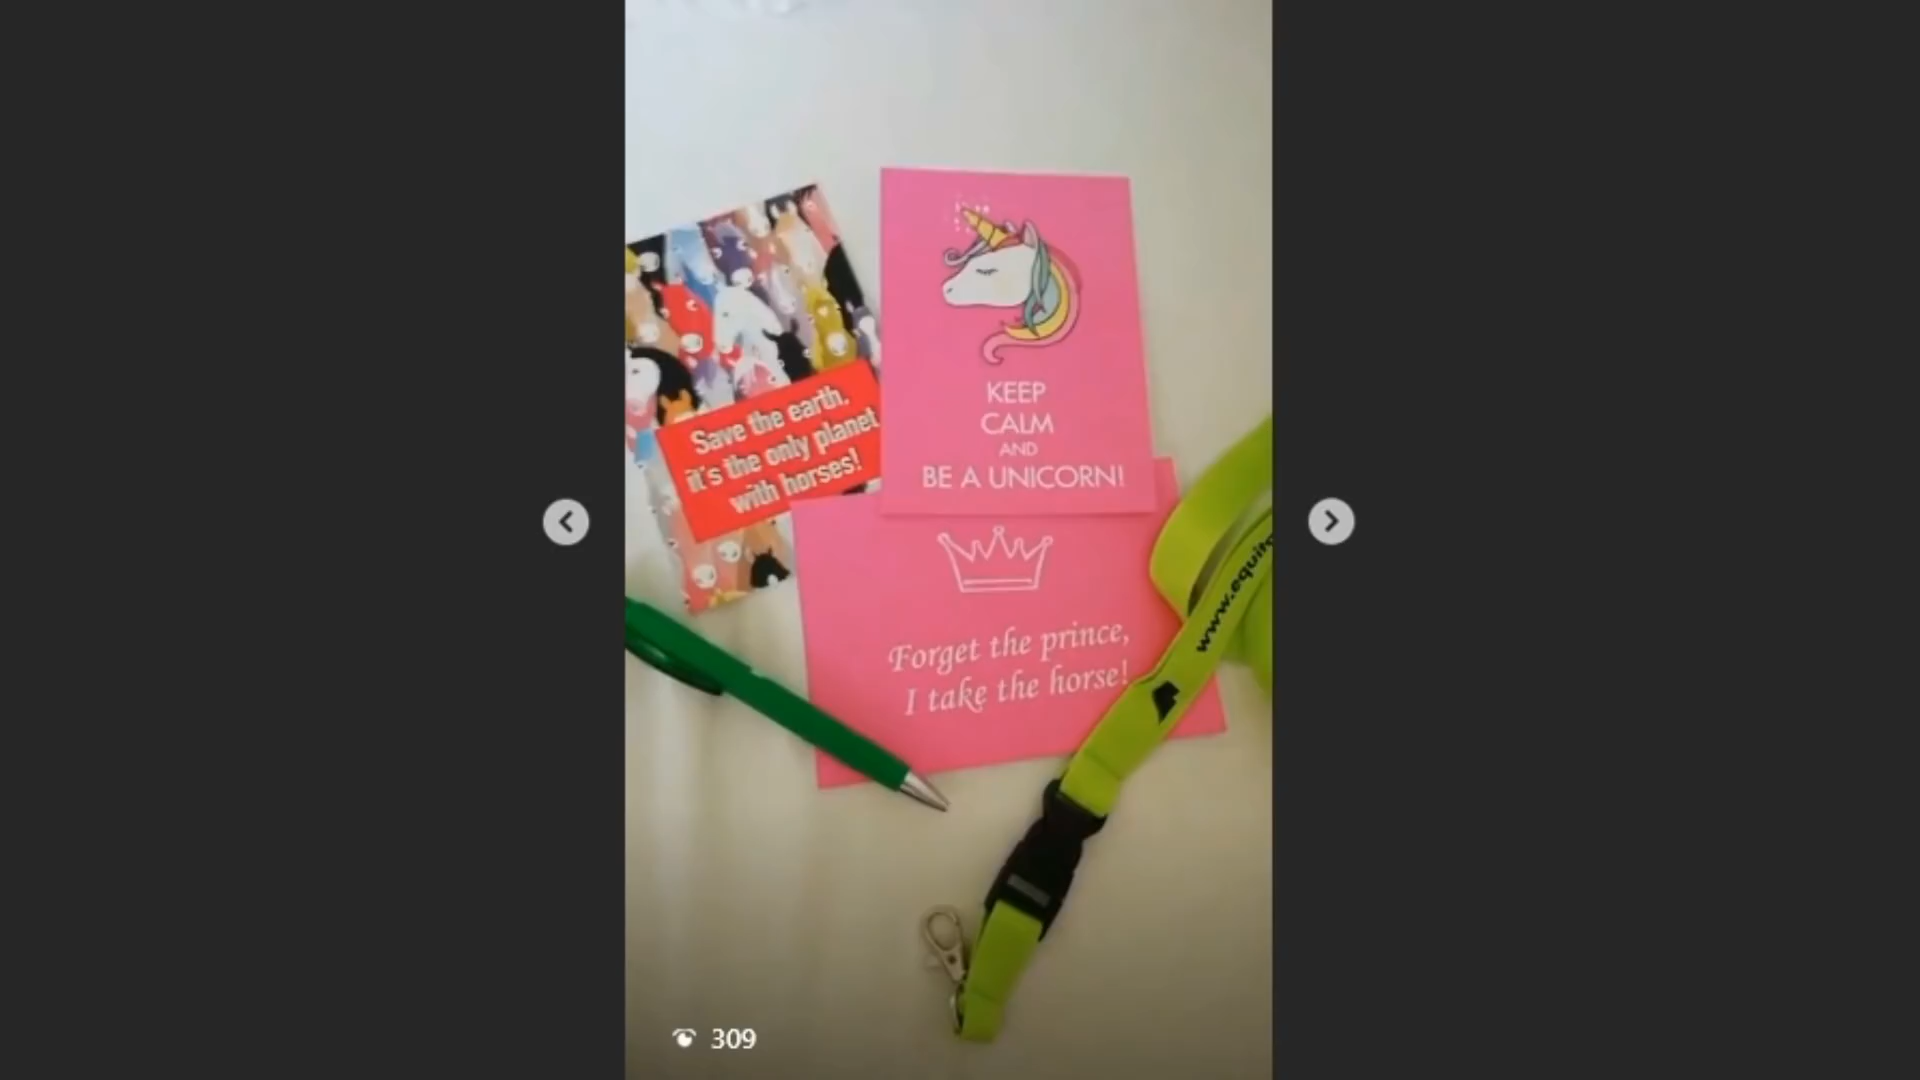 Save the earth.
it's the only planet
with horses!
KEEP
CALM
AND
BE A UNICORN!
Forget the prince,
I take the horse!
309